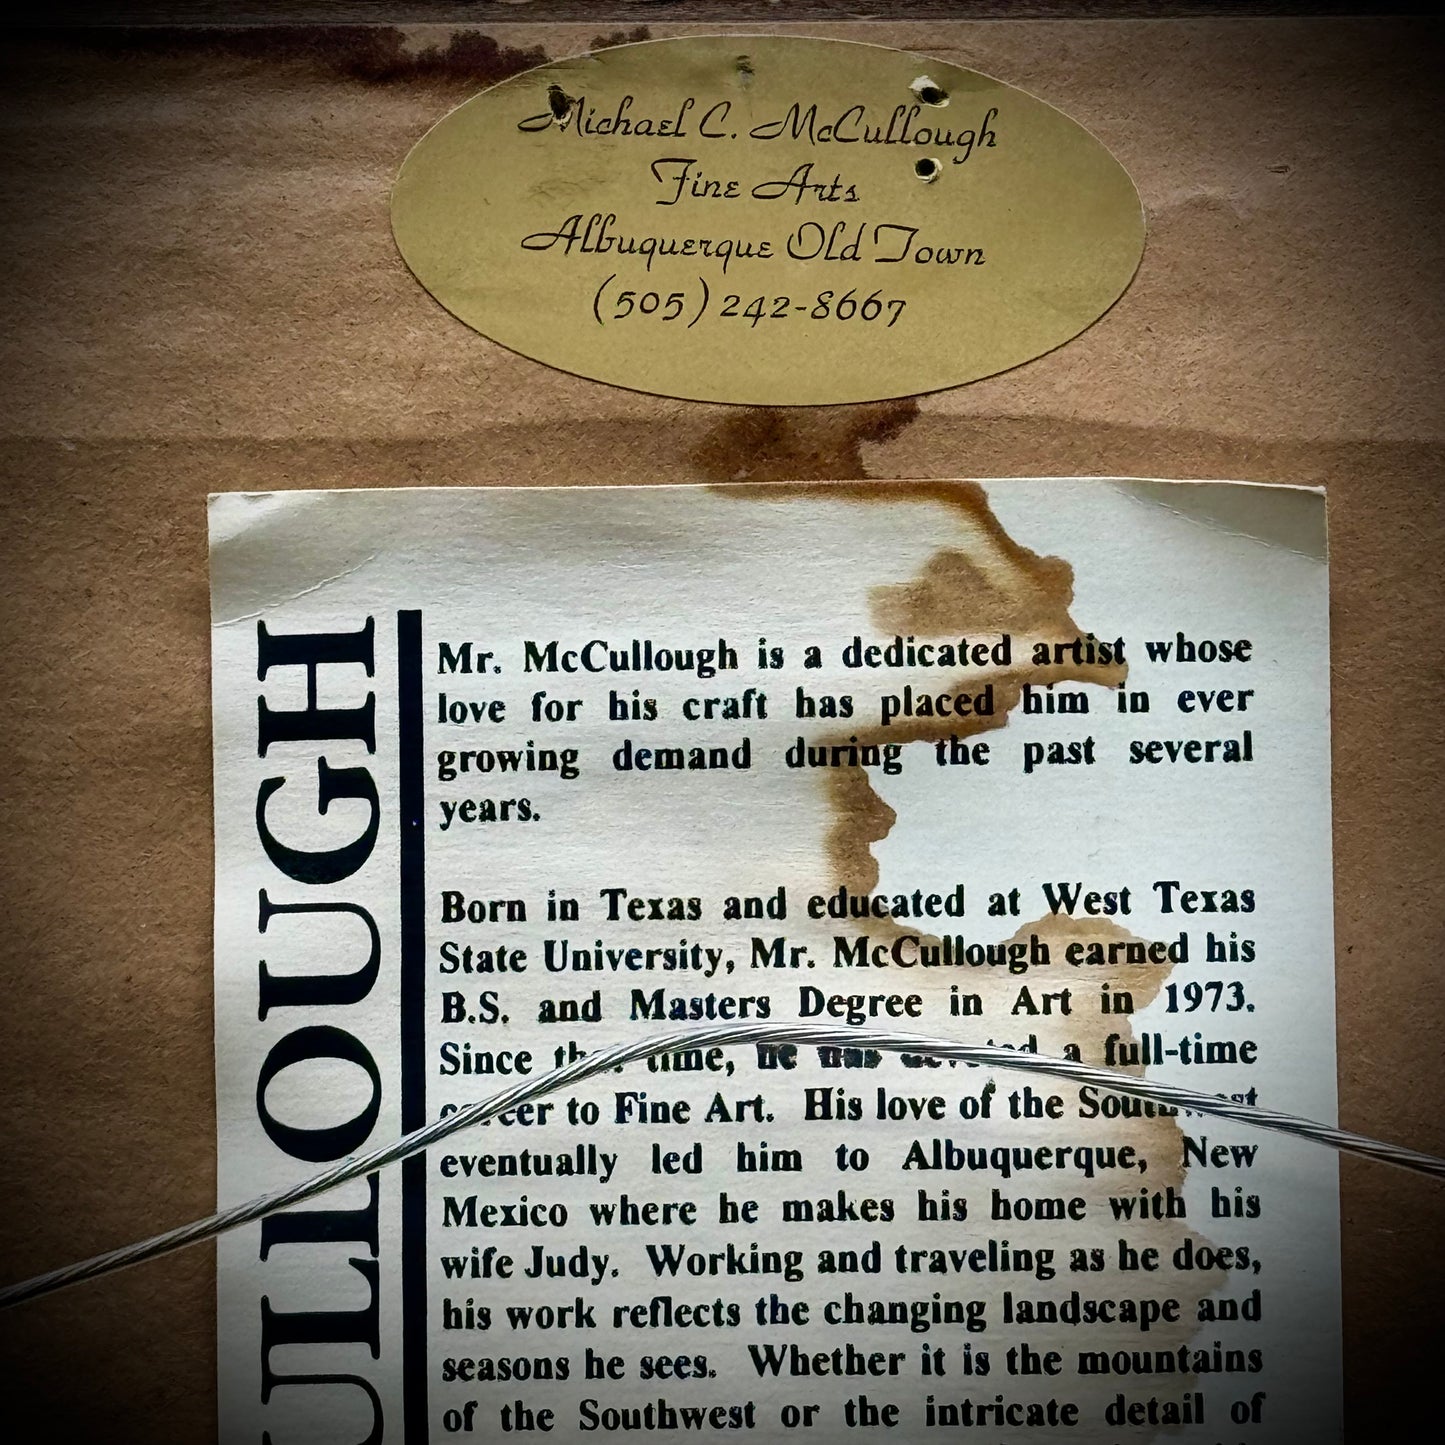 Michael C. McCullough
Fine Arts
Albuquerque Old Town
(505) 242-8667
ULLOUGH
Mr. McCullough is a dedicated artist whose
love for his craft has placed him in ever
growing demand during the past several
years.
Born in Texas and educated at West Texas
State University, Mr. McCullough earned his
B.S. and Masters Degree in Art in 1973.
Since that time, he has devoted a full-time
career to Fine Art. His love of the Southwest
eventually led him to Albuquerque, New
Mexico where he makes his home with his
wife Judy. Working and traveling as he does,
his work reflects the changing landscape and
seasons he sees. Whether it is the mountains
of the Southwest or the intricate detail of